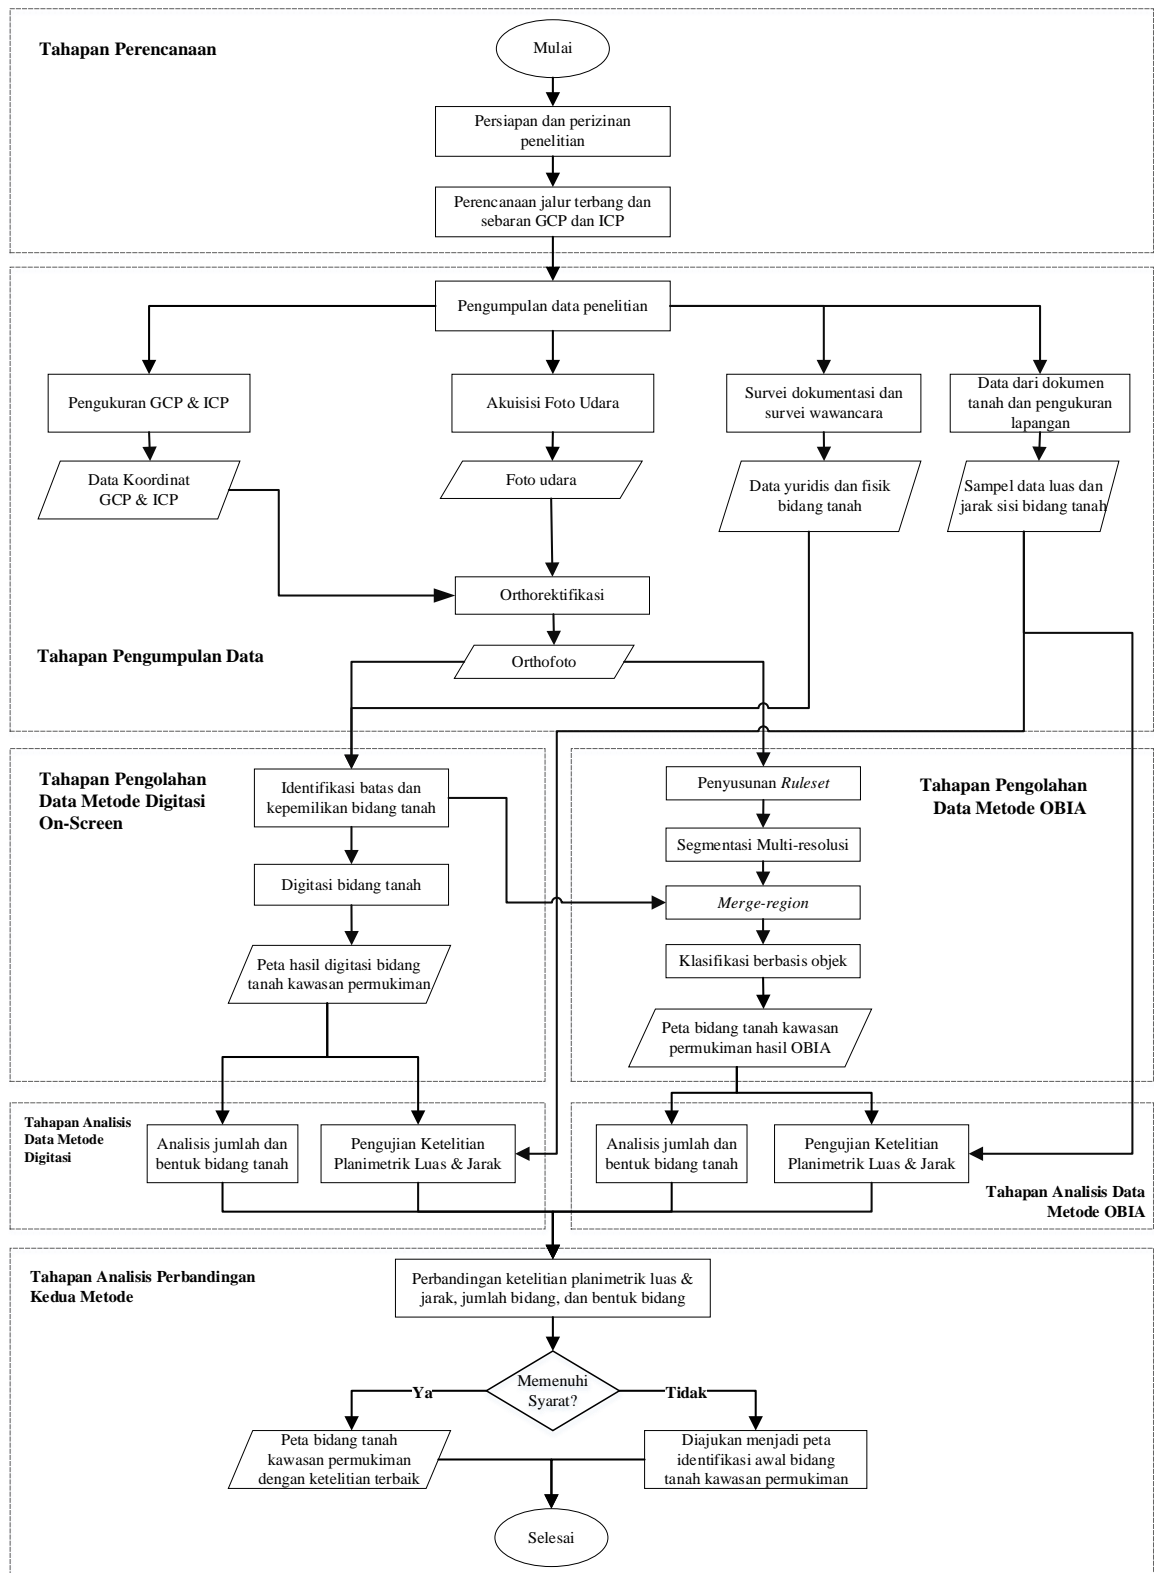 Tahapan Perencanaan
Mulai
Persiapan dan perizinan
penelitian
Perencanaan jalur terbang dan
sebaran GCP dan ICP
Pengumpulan data penelitian
Pengukuran GCP & ICP
Akuisisi Foto Udara
Survei dokumentasi dan
survei wawancara
Data dari dokumen
tanah dan pengukuran
lapangan
Data Koordinat
GCP & ICP
Foto udara
Data yuridis dan fisik
bidang tanah
Sampel data luas dan
jarak sisi bidang tanah
Orthorektifikasi
Tahapan Pengumpulan Data
Orthofoto
Tahapan Pengolahan
Data Metode Digitasi
On-Screen
Identifikasi batas dan
kepemilikan bidang tanah
Digitasi bidang tanah
Peta hasil digitasi bidang
tanah kawasan permukiman
Tahapan Pengolahan
Data Metode OBIA
Penyusunan Ruleset
Segmentasi Multi-resolusi
Merge-region
Klasifikasi berbasis objek
Peta bidang tanah kawasan
permukiman hasil OBIA
Tahapan Analisis
Data Metode
Digitasi
Analisis jumlah dan
bentuk bidang tanah
Pengujian Ketelitian
Planimetrik Luas & Jarak
Analisis jumlah dan
bentuk bidang tanah
Pengujian Ketelitian
Planimetrik Luas & Jarak
Tahapan Analisis Data
Metode OBIA
Tahapan Analisis Perbandingan
Kedua Metode
Perbandingan ketelitian planimetrik luas &
jarak, jumlah bidang, dan bentuk bidang
Memenuhi
Syarat?
Ya
Tidak
Peta bidang tanah
kawasan permukiman
dengan ketelitian terbaik
Diajukan menjadi peta
identifikasi awal bidang
tanah kawasan permukiman
Selesai